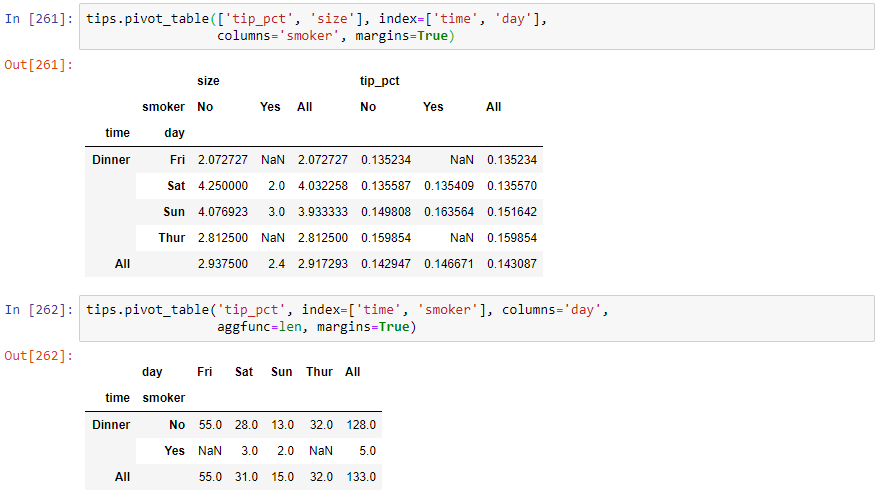 In [261]: tips.pivot_table(['tip_pct', 'size'], index=['time', 'day'],
columns='smoker', margins=True)
Out[261]:
size tip_pct
smoker No Yes All No Yes All
time day
Dinner Fri 2.072727 NaN 2.072727 0.135234 NaN 0.135234
Sat 4.250000 2.0 4.032258 0.135587 0.135409 0.135570
Sun 4.076923 3.0 3.933333 0.149808 0.163564 0.151642
Thur 2.812500 NaN 2.812500 0.159854 NaN 0.159854
All 2.937500 2.4 2.917293 0.142947 0.146671 0.143087
In [262]: tips.pivot_table('tip_pct', index=['time', 'smoker'], columns='day',
aggfunc=len, margins=True)
Out[262]:
day Fri Sat Sun Thur All
time smoker
Dinner No 55.0 28.0 13.0 32.0 128.0
Yes NaN 3.0 2.0 NaN 5.0
All 55.0 31.0 15.0 32.0 133.0